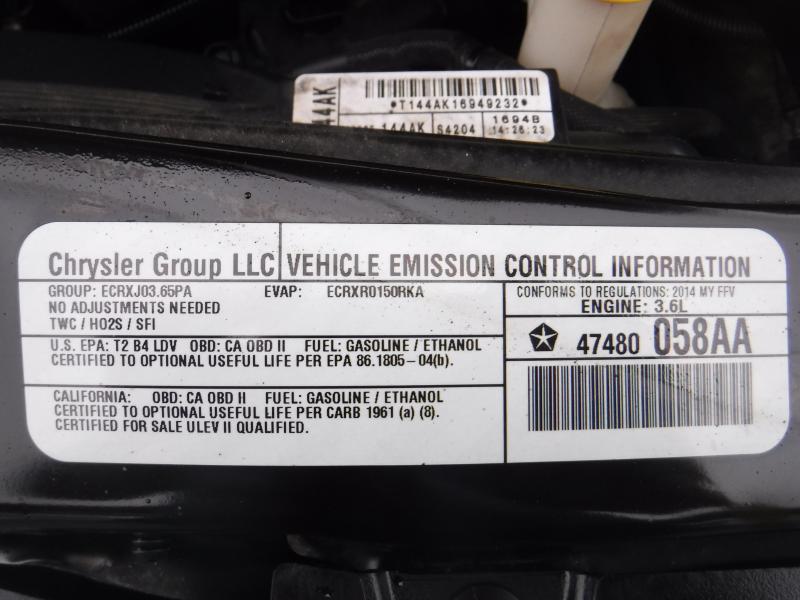 44AK
*T144AK16949232*
144AK S4204 1694B
14:26:23
Chrysler Group LLC VEHICLE EMISSION CONTROL INFORMATION
GROUP: ECRXJ03.65PA EVAP: ECRXR0150RKA
NO ADJUSTMENTS NEEDED
TWC / HO2S / SFI
CONFORMS TO REGULATIONS: 2014 MY FFV
ENGINE: 3.6L
U.S. EPA: T2 B4 LDV OBD: CA OBD II FUEL: GASOLINE / ETHANOL
CERTIFIED TO OPTIONAL USEFUL LIFE PER EPA 86.1805-04(b).
47480 058AA
CALIFORNIA: OBD: CA OBD II FUEL: GASOLINE / ETHANOL
CERTIFIED TO OPTIONAL USEFUL LIFE PER CARB 1961 (a) (8).
CERTIFIED FOR SALE ULEV II QUALIFIED.